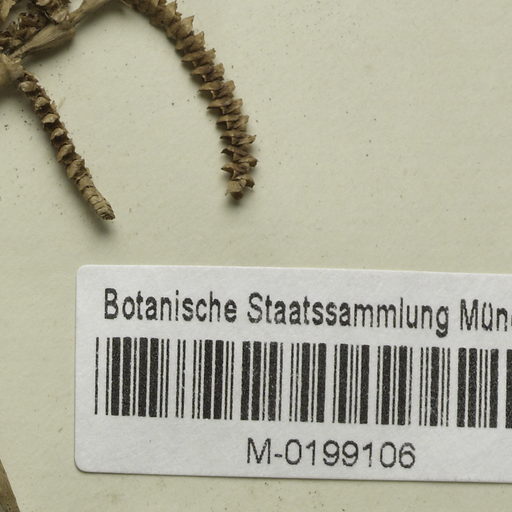 Botanische Staatssammlung Mün
M-0199106